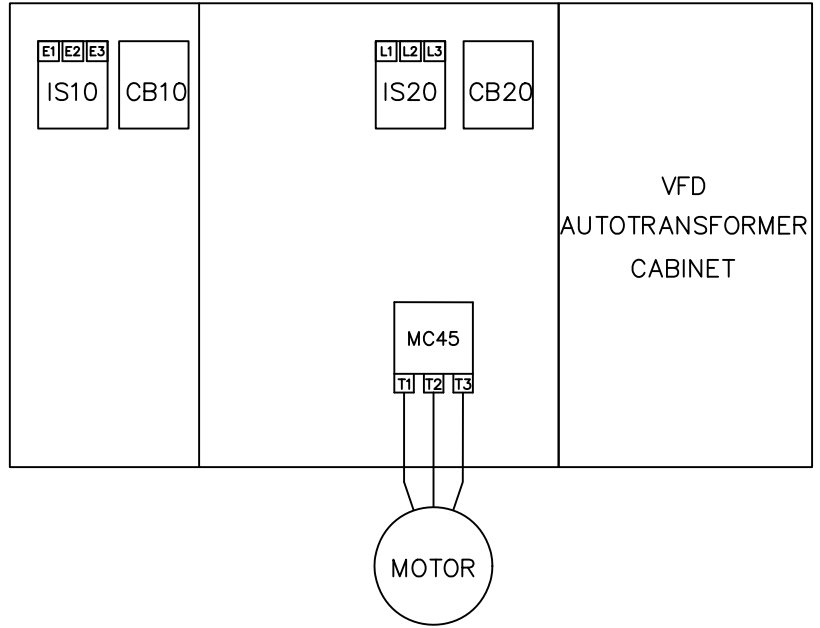 E1 E2 E3
IS10
CB10
L1 L2 L3
IS20
CB20
VFD
AUTOTRANSFORMER
CABINET
MC45
T1 T2 T3
MOTOR